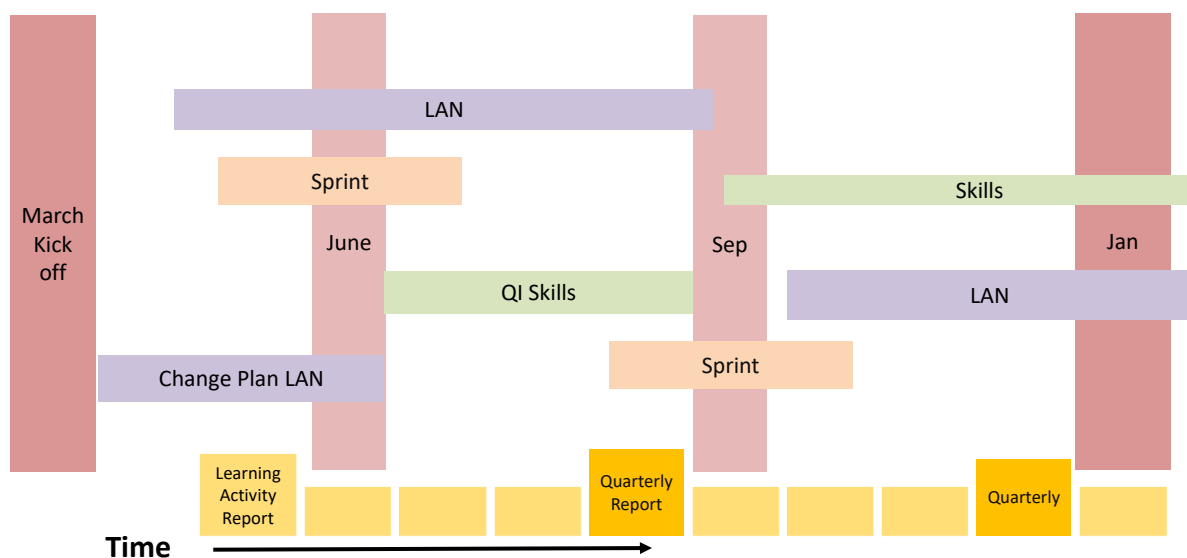 LAN
Sprint
Skills
March
Kick
off
June
Sep
Jan
QI Skills
LAN
Sprint
Change Plan LAN
Learning
Activity
Report
Quarterly
Report
Quarterly
Time